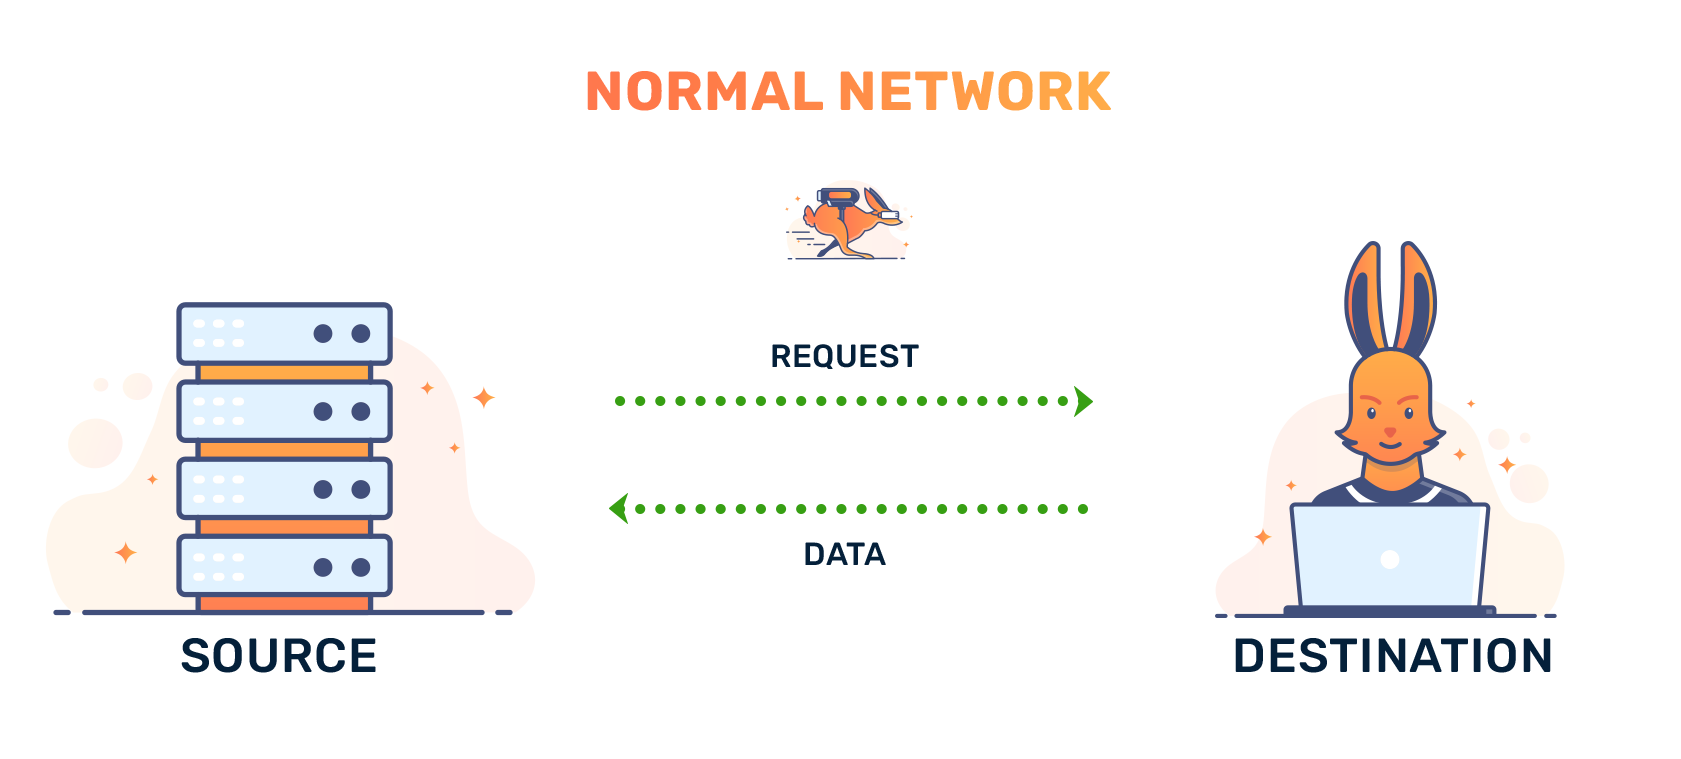 NORMAL NETWORK
REQUEST
DATA
SOURCE
DESTINATION